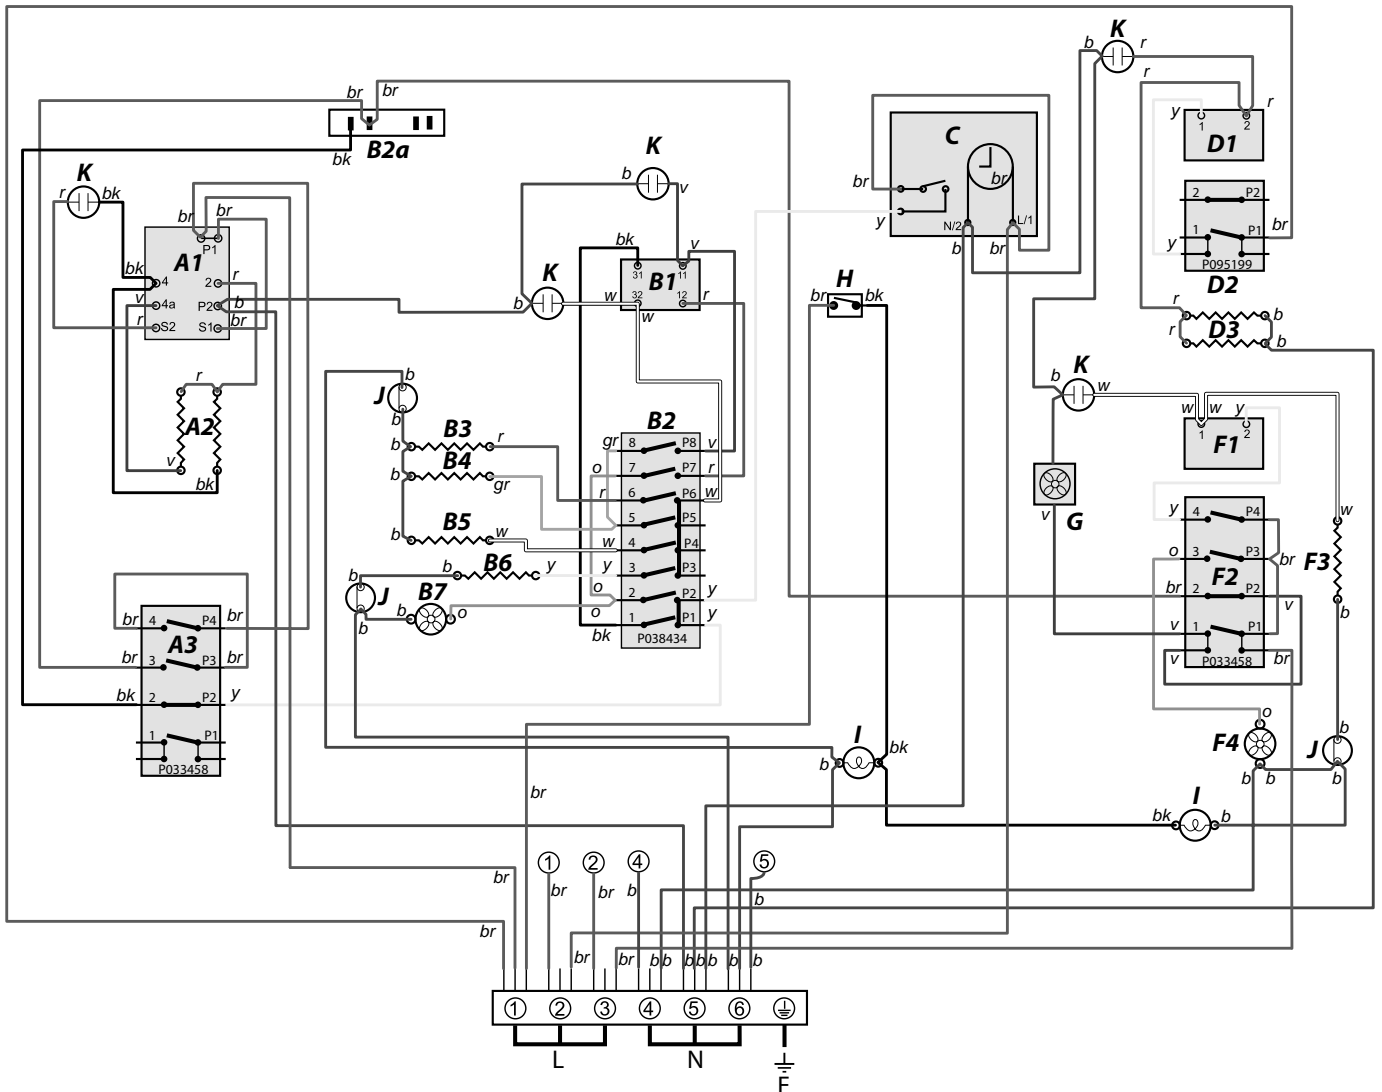 K
b r
r
br br
y r
1 2
D1
B2a
bk
C
K
b v
br
br
2 P2
1 P1
br
y
P095199
D2
y
N/2 L/1
b br
K
r bk
br br
P1
A1
bk
4 2 r
v 4a P2 b
r S2 S1 br
bk v
31 11
B1
32 12
w r
w
K
b
H
br bk
r b
D3
r b
r
A2
v
bk
b
J
b
b B3 r
b B4
gr
b B5 w
b B6 y
b
J
b
b B7 o
B2
gr 8 P8 v
o 7 P7 r
r 6 P6 w
5 P5
w 4 P4
y 3 P3
o 2 P2 y
o 1 P1 y
bk
P038434
K
b w
w w y
1 2
F1
G
v
y 4 P4
o 3 P3
br
F2
br 2 P2
v
v 1 P1
v br
P033458
w
F3
b
br 4 P4 br
A3
br 3 P3 br
bk 2 P2 y
1 P1
P033458
o
F4
b b
b
J
b
I
b bk
I
bk b
br
1 2 4 5
br br b b
br
br
br br b b b b b b b b
1 2 3 4 5 6
L N E